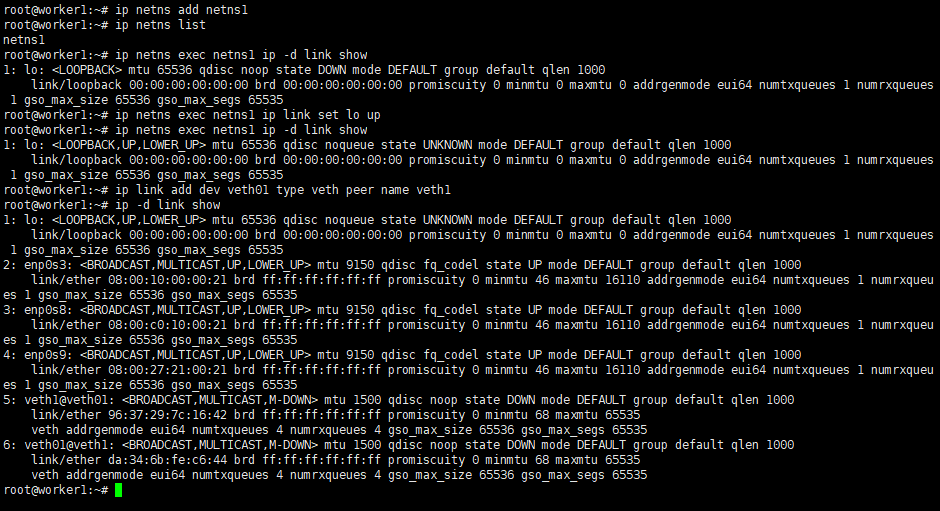 root@worker1:~# ip netns add netns1
root@worker1:~# ip netns list
netns1
root@worker1:~# ip netns exec netns1 ip -d link show
1: lo: <LOOPBACK> mtu 65536 qdisc noop state DOWN mode DEFAULT group default qlen 1000
    link/loopback 00:00:00:00:00:00 brd 00:00:00:00:00:00 promiscuity 0 minmtu 0 maxmtu 0 addrgenmode eui64 numtxqueues 1 numrxqueues
 1 gso_max_size 65536 gso_max_segs 65535
root@worker1:~# ip netns exec netns1 ip link set lo up
root@worker1:~# ip netns exec netns1 ip -d link show
1: lo: <LOOPBACK,UP,LOWER_UP> mtu 65536 qdisc noqueue state UNKNOWN mode DEFAULT group default qlen 1000
    link/loopback 00:00:00:00:00:00 brd 00:00:00:00:00:00 promiscuity 0 minmtu 0 maxmtu 0 addrgenmode eui64 numtxqueues 1 numrxqueues
 1 gso_max_size 65536 gso_max_segs 65535
root@worker1:~# ip link add dev veth01 type veth peer name veth1
root@worker1:~# ip -d link show
1: lo: <LOOPBACK,UP,LOWER_UP> mtu 65536 qdisc noqueue state UNKNOWN mode DEFAULT group default qlen 1000
    link/loopback 00:00:00:00:00:00 brd 00:00:00:00:00:00 promiscuity 0 minmtu 0 maxmtu 0 addrgenmode eui64 numtxqueues 1 numrxqueues
 1 gso_max_size 65536 gso_max_segs 65535
2: enp0s3: <BROADCAST,MULTICAST,UP,LOWER_UP> mtu 9150 qdisc fq_codel state UP mode DEFAULT group default qlen 1000
    link/ether 08:00:10:00:00:21 brd ff:ff:ff:ff:ff:ff promiscuity 0 minmtu 46 maxmtu 16110 addrgenmode eui64 numtxqueues 1 numrxqueu
es 1 gso_max_size 65536 gso_max_segs 65535
3: enp0s8: <BROADCAST,MULTICAST,UP,LOWER_UP> mtu 9150 qdisc fq_codel state UP mode DEFAULT group default qlen 1000
    link/ether 08:00:c0:10:00:21 brd ff:ff:ff:ff:ff:ff promiscuity 0 minmtu 46 maxmtu 16110 addrgenmode eui64 numtxqueues 1 numrxqueu
es 1 gso_max_size 65536 gso_max_segs 65535
4: enp0s9: <BROADCAST,MULTICAST,UP,LOWER_UP> mtu 9150 qdisc fq_codel state UP mode DEFAULT group default qlen 1000
    link/ether 08:00:27:21:00:21 brd ff:ff:ff:ff:ff:ff promiscuity 0 minmtu 46 maxmtu 16110 addrgenmode eui64 numtxqueues 1 numrxqueu
es 1 gso_max_size 65536 gso_max_segs 65535
5: veth1@veth01: <BROADCAST,MULTICAST,M-DOWN> mtu 1500 qdisc noop state DOWN mode DEFAULT group default qlen 1000
    link/ether 96:37:29:7c:16:42 brd ff:ff:ff:ff:ff:ff promiscuity 0 minmtu 68 maxmtu 65535
    veth addrgenmode eui64 numtxqueues 4 numrxqueues 4 gso_max_size 65536 gso_max_segs 65535
6: veth01@veth1: <BROADCAST,MULTICAST,M-DOWN> mtu 1500 qdisc noop state DOWN mode DEFAULT group default qlen 1000
    link/ether da:34:6b:fe:c6:44 brd ff:ff:ff:ff:ff:ff promiscuity 0 minmtu 68 maxmtu 65535
    veth addrgenmode eui64 numtxqueues 4 numrxqueues 4 gso_max_size 65536 gso_max_segs 65535
root@worker1:~#